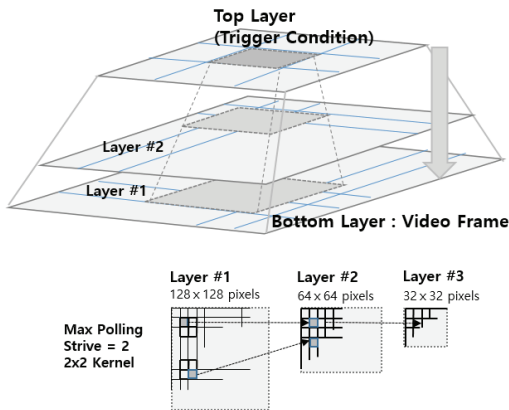 Top Layer
(Trigger Condition)
Layer #2
Layer #1
Bottom Layer : Video Frame
Layer #1
128 x 128 pixels
Layer #2
64 x 64 pixels
Layer #3
32 x 32 pixels
Max Polling
Strive = 2
2x2 Kernel